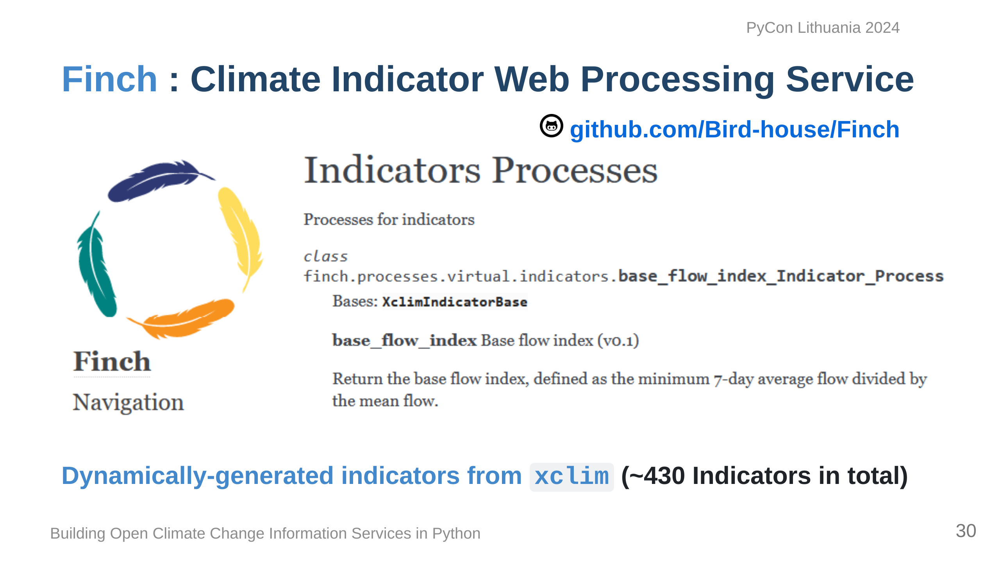 PyCon Lithuania 2024
Finch : Climate Indicator Web Processing Service
github.com/Bird-house/Finch
Indicators Processes
Processes for indicators
class
finch.processes.virtual.indicators.base_flow_index_Indicator_Process
Bases: XclimIndicatorBase
base_flow_index Base flow index (v0.1)
Return the base flow index, defined as the minimum 7-day average flow divided by
the mean flow.
Finch
Navigation
Dynamically-generated indicators from xclim (~430 Indicators in total)
Building Open Climate Change Information Services in Python
30